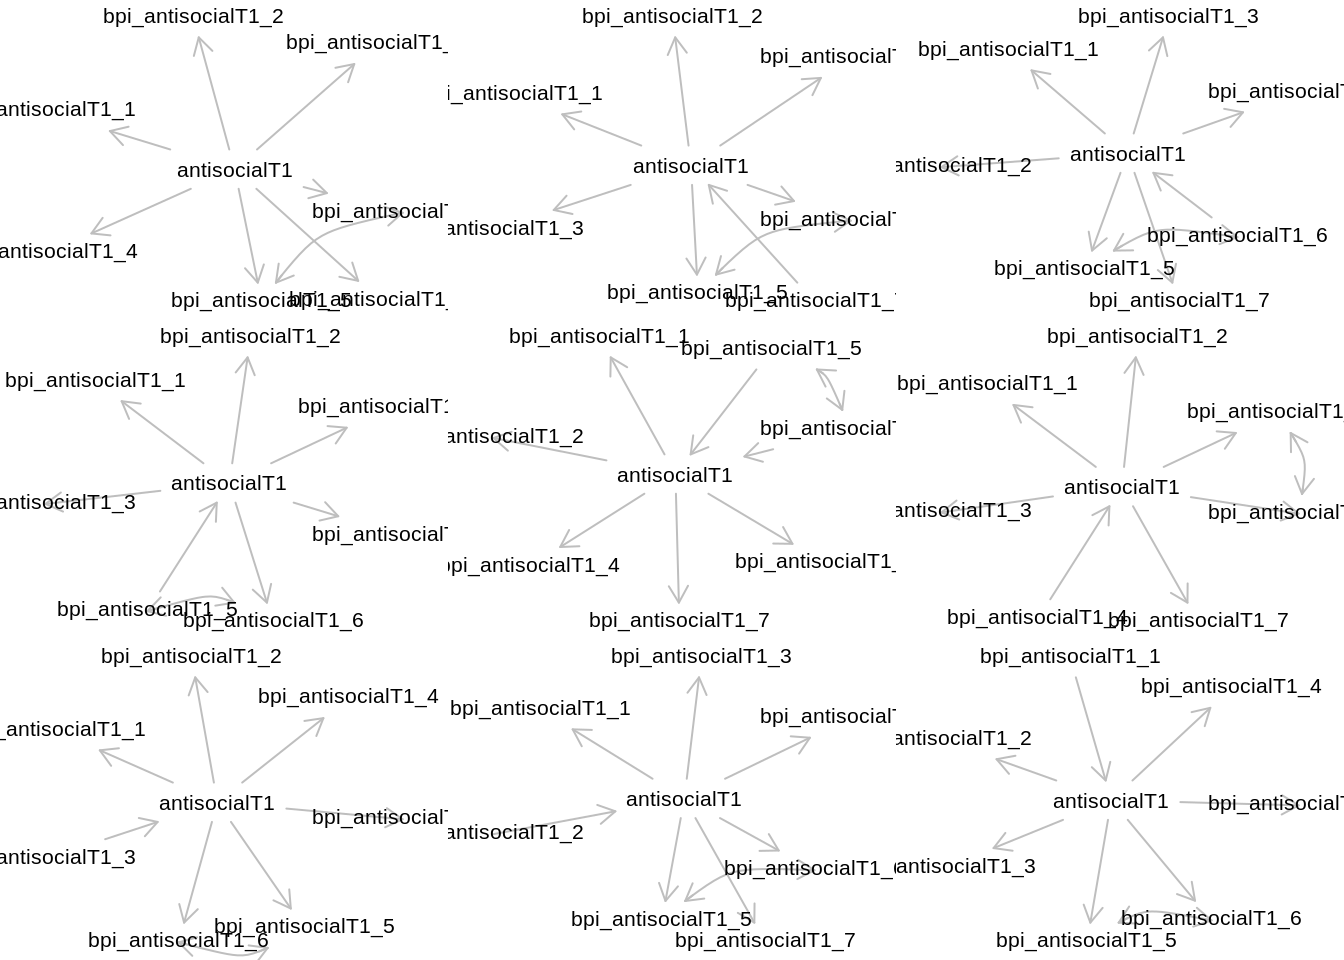 bpi_antisocialT1_2
bpi_antisocialT1_
antisocialT1_1
antisocialT1
bpi_antisocialT
antisocialT1_4
bpi_antisocialT1_5
bpi_antisocialT1_
bpi_antisocialT1_2
bpi_antisocialT
i_antisocialT1_1
antisocialT1
bpi_antisocialT
antisocialT1_3
bpi_antisocialT1_5
bpi_antisocialT1_
bpi_antisocialT1_3
bpi_antisocialT1_1
bpi_antisocialT
antisocialT1
antisocialT1_2
bpi_antisocialT1_6
bpi_antisocialT1_5
bpi_antisocialT1_7
bpi_antisocialT1_2
bpi_antisocialT1_1
bpi_antisocialT1
antisocialT1
antisocialT1_3
bpi_antisocialT
bpi_antisocialT1_5
bpi_antisocialT1_6
bpi_antisocialT1_1
bpi_antisocialT1_5
bpi_antisocialT
antisocialT1_2
antisocialT1
bpi_antisocialT1_
bpi_antisocialT1_4
bpi_antisocialT1_7
bpi_antisocialT1_2
bpi_antisocialT1_1
bpi_antisocialT1_
antisocialT1
antisocialT1_3
bpi_antisocialT
bpi_antisocialT1_4
bpi_antisocialT1_7
bpi_antisocialT1_2
bpi_antisocialT1_4
_antisocialT1_1
antisocialT1
bpi_antisocialT
antisocialT1_3
bpi_antisocialT1_5
bpi_antisocialT1_6
bpi_antisocialT1_3
bpi_antisocialT1_1
bpi_antisocialT
antisocialT1
antisocialT1_2
bpi_antisocialT1_
bpi_antisocialT1_5
bpi_antisocialT1_7
bpi_antisocialT1_1
bpi_antisocialT1_4
antisocialT1_2
antisocialT1
bpi_antisocialT
antisocialT1_3
bpi_antisocialT1_6
bpi_antisocialT1_5